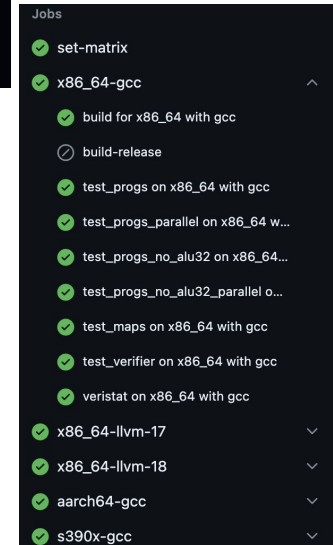 Jobs
set-matrix
x86_64-gcc
build for x86_64 with gcc
build-release
test_progs on x86_64 with gcc
test_progs_parallel on x86_64 w...
test_progs_no_alu32 on x86_64...
test_progs_no_alu32_parallel o...
test_maps on x86_64 with gcc
test_verifier on x86_64 with gcc
veristat on x86_64 with gcc
x86_64-llvm-17
x86_64-llvm-18
aarch64-gcc
s390x-gcc